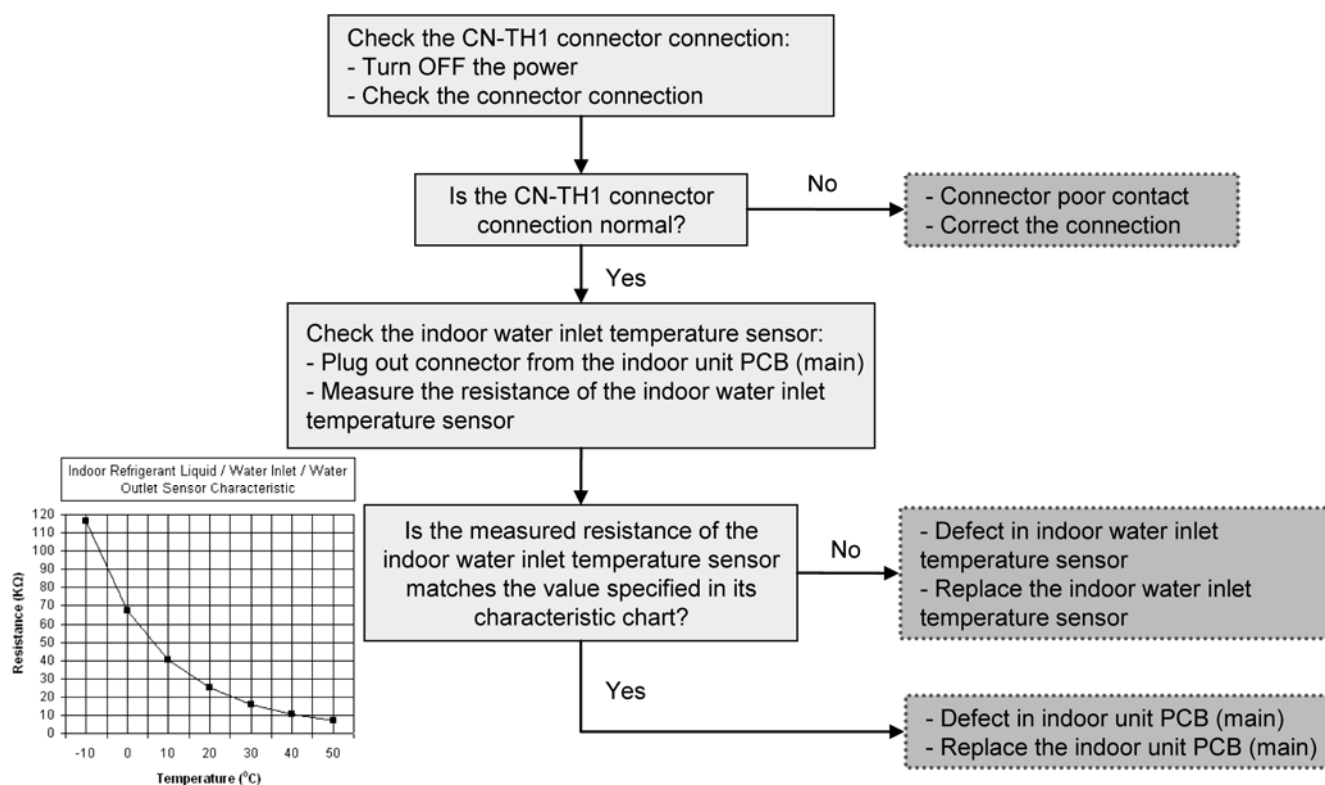 Check the CN-TH1 connector connection:
- Turn OFF the power
- Check the connector connection
Is the CN-TH1 connector
connection normal?
No
- Connector poor contact
- Correct the connection
Yes
Check the indoor water inlet temperature sensor:
- Plug out connector from the indoor unit PCB (main)
- Measure the resistance of the indoor water inlet
temperature sensor
Indoor Refrigerant Liquid / Water Inlet / Water
Outlet Sensor Characteristic
120
110
100
90
80
70
60
50
40
30
20
10
0
Resistance (KΩ)
-10 0 10 20 30 40 50
Temperature (⁰C)
Is the measured resistance of the
indoor water inlet temperature sensor
matches the value specified in its
characteristic chart?
No
- Defect in indoor water inlet
temperature sensor
- Replace the indoor water inlet
temperature sensor
Yes
- Defect in indoor unit PCB (main)
- Replace the indoor unit PCB (main)